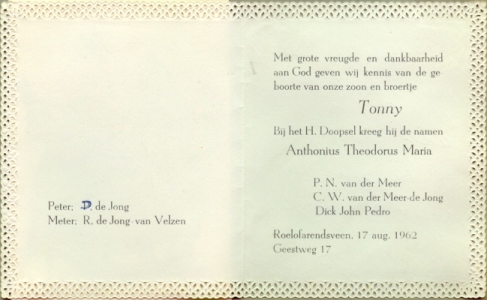 Peter; D. de Jong
Meter; R. de Jong-van Velzen
Met grote vreugde en dankbaarheid
aan God geven wij kennis van de ge
boorte van onze zoon en broertje
Tonny
Bij het H. Doopsel kreeg hij de namen
Anthonius Theodorus Maria
P. N. van der Meer
C. W. van der Meer-de Jong
Dick John Pedro
Roelofarendsveen, 17 aug. 1962
Geestweg 17